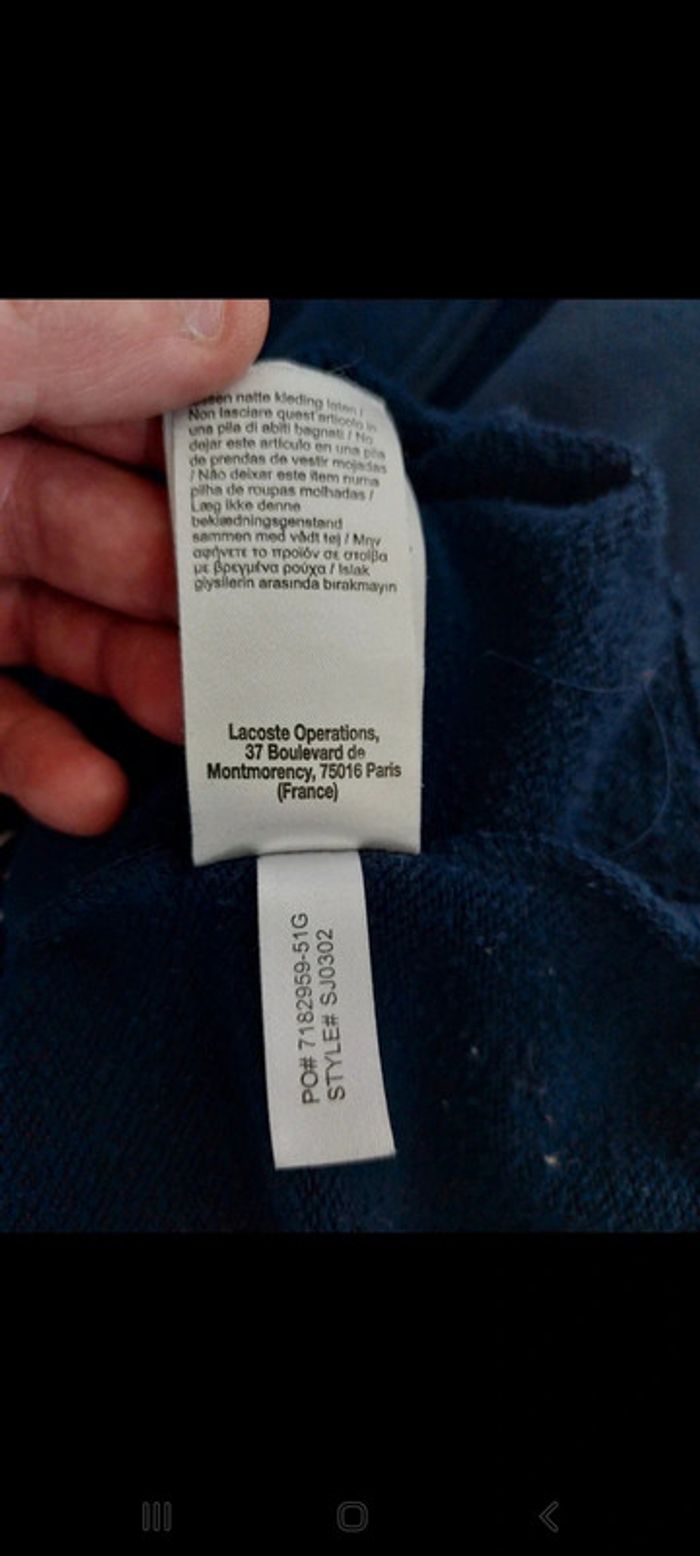 natte kleding laten /
Non lasciare quest'articolo in
una pila di abiti bagnati / No
dejar este artículo en una pila
de prendas de vestir mojadas
/ Não deixar este item numa
pilha de roupas molhadas /
Læg ikke denne
beklædningsgenstand
sammen med vådt tøj / Μην
αφήνετε το προϊόν σε στοίβα
με βρεγμένα ρούχα / Islak
giysilerin arasında bırakmayın
Lacoste Operations,
37 Boulevard de
Montmorency, 75016 Paris
(France)
PO# 7182959-51G
STYLE# SJ0302